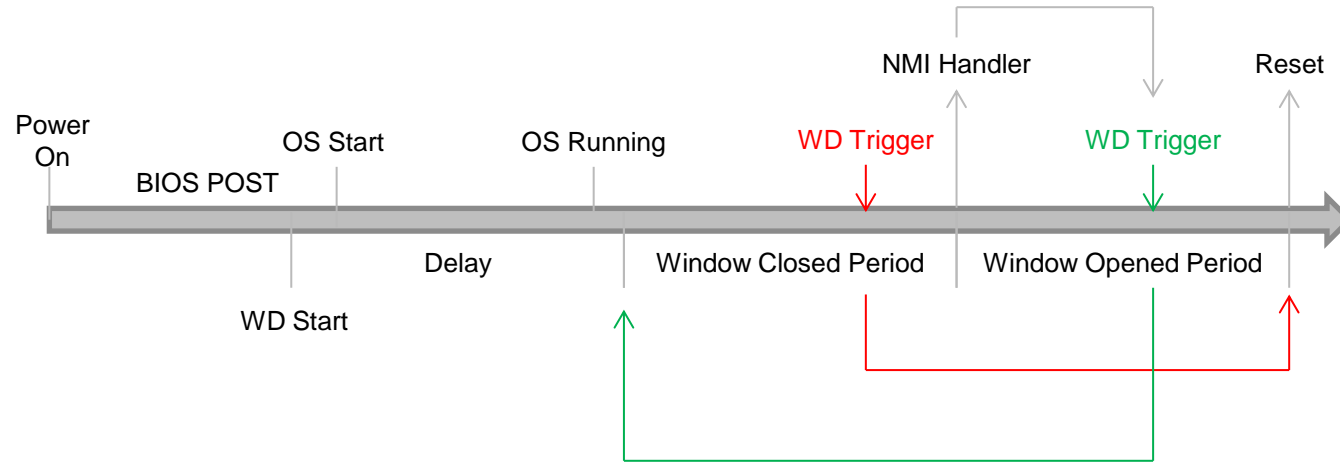 NMI Handler
Reset
Power
On
OS Start
OS Running
WD Trigger
WD Trigger
BIOS POST
Delay
Window Closed Period
Window Opened Period
WD Start